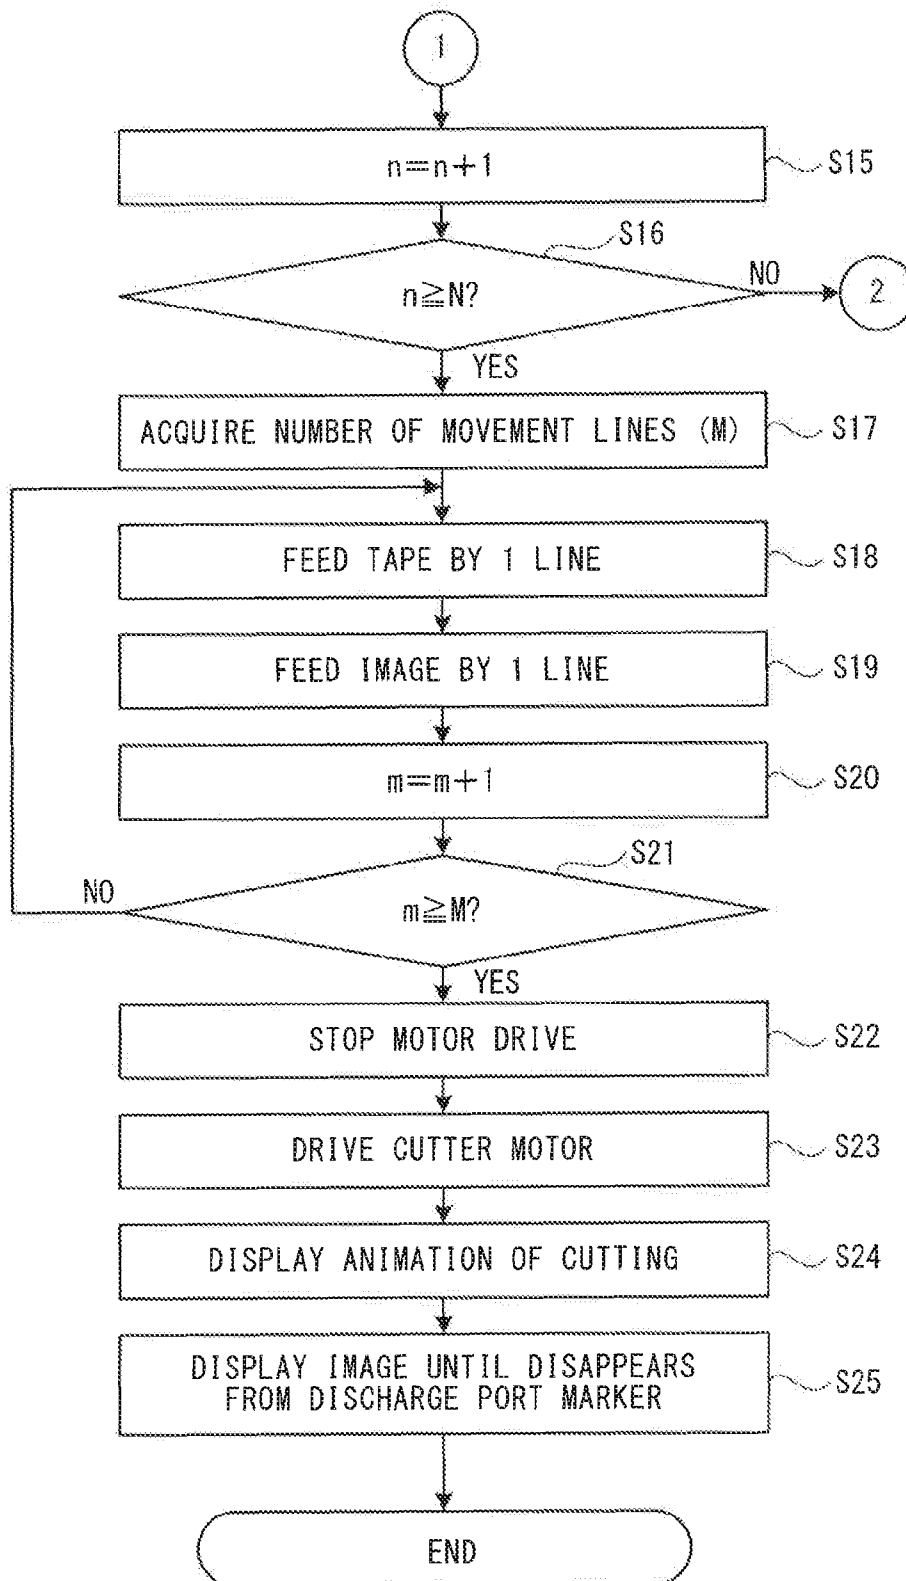 1
n=n+1
S15
S16
n≧N?
NO
2
YES
ACQUIRE NUMBER OF MOVEMENT LINES (M)
S17
FEED TAPE BY 1 LINE
S18
FEED IMAGE BY 1 LINE
S19
m=m+1
S20
S21
NO
m≧M?
YES
STOP MOTOR DRIVE
S22
DRIVE CUTTER MOTOR
S23
DISPLAY ANIMATION OF CUTTING
S24
DISPLAY IMAGE UNTIL DISAPPEARS
FROM DISCHARGE PORT MARKER
S25
END